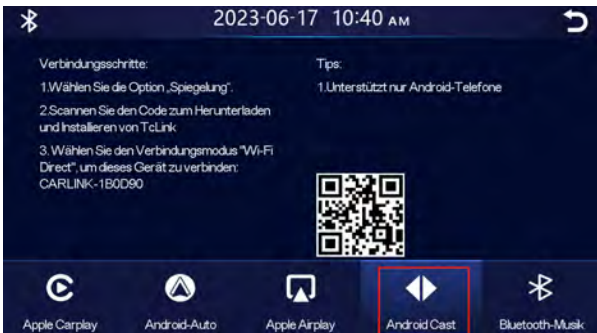 2023-06-17 10:40 AM
Verbindungsschritte:
1.Wählen Sie die Option „Spiegelung".
2.Scannen Sie den Code zum Herunterladen
und Installieren von TcLink
3. Wählen Sie den Verbindungsmodus "Wi-Fi
Direct", um dieses Gerät zu verbinden:
CARLINK-1B0D90
Tips:
1.Unterstützt nur Android-Telefone
Apple Carplay
Android-Auto
Apple Airplay
Android Cast
Bluetooth-Musik